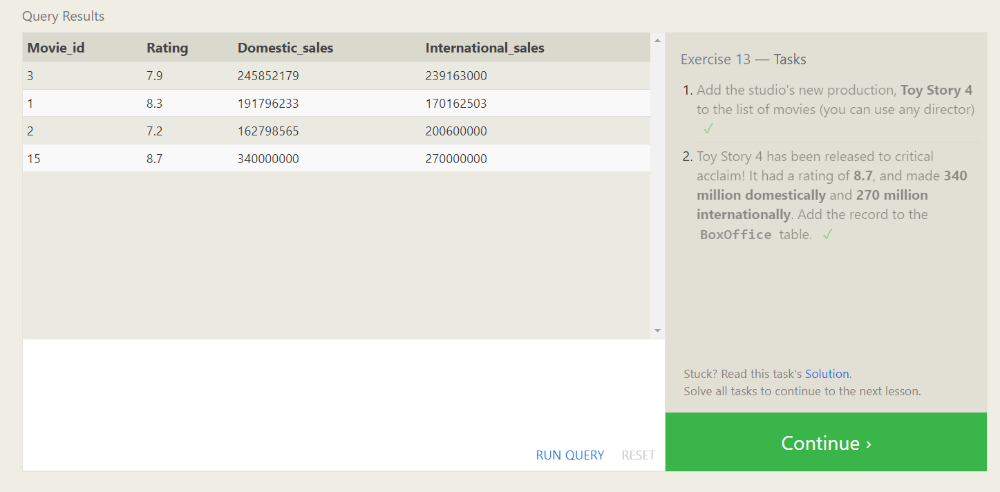 Query Results
Movie_id Rating Domestic_sales International_sales
3 7.9 245852179 239163000
1 8.3 191796233 170162503
2 7.2 162798565 200600000
15 8.7 340000000 270000000
RUN QUERY RESET
Exercise 13 — Tasks
1. Add the studio's new production, Toy Story 4
to the list of movies (you can use any director)
✓
2. Toy Story 4 has been released to critical
acclaim! It had a rating of 8.7, and made 340
million domestically and 270 million
internationally. Add the record to the
BoxOffice table. ✓
Stuck? Read this task's Solution.
Solve all tasks to continue to the next lesson.
Continue ›